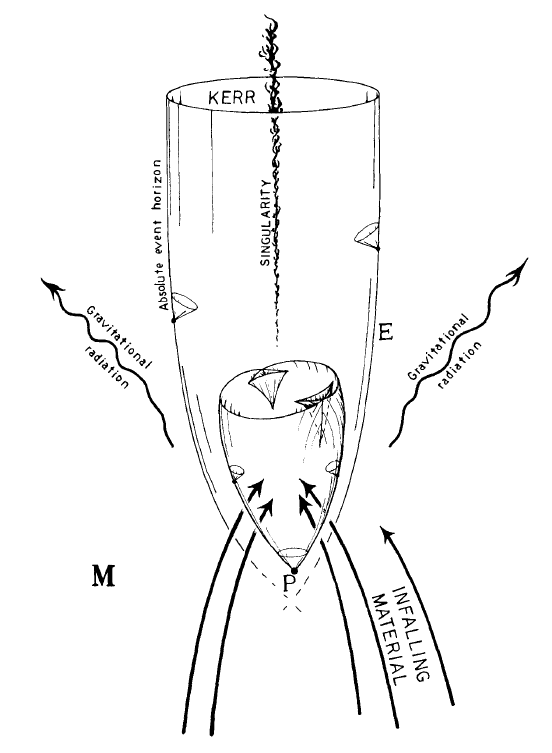 KERR
SINGULARITY
Absolute event horizon
Gravitational
radiation
Gravitational
radiation
E
M
P
INFALLING
MATERIAL